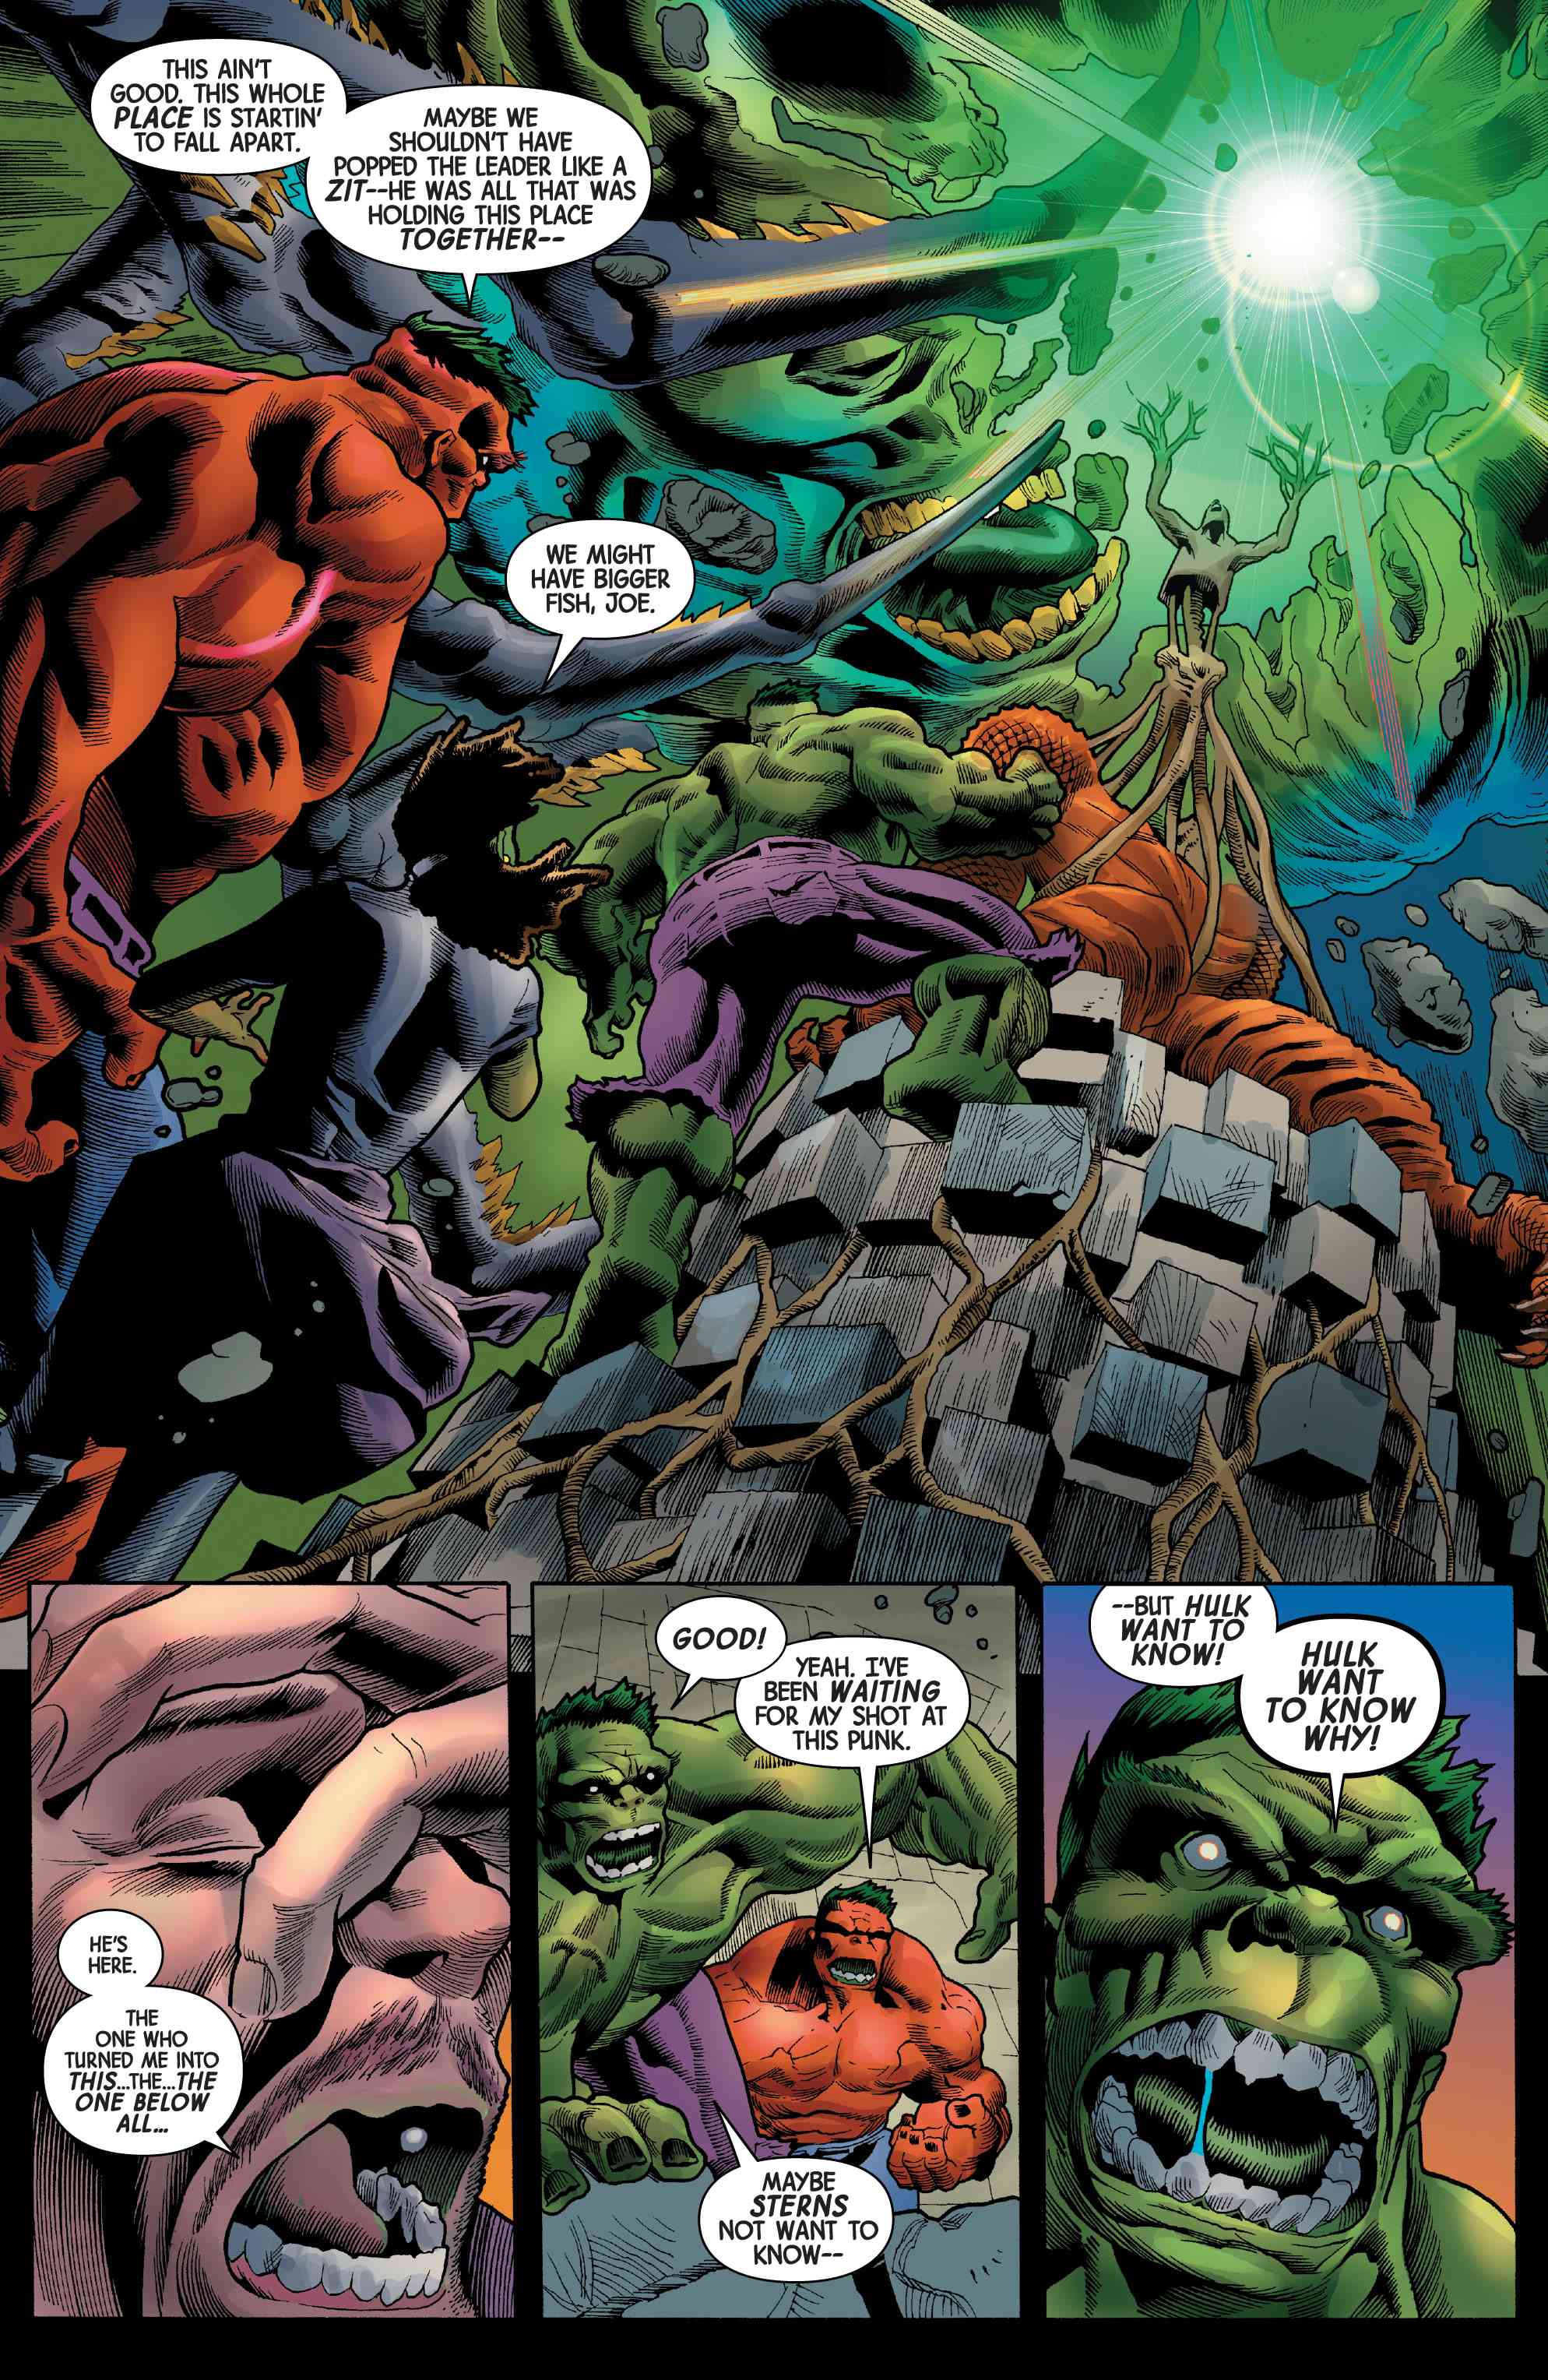 THIS AIN'T
GOOD. THIS WHOLE
PLACE IS STARTIN'
TO FALL APART.
MAYBE WE
SHOULDN'T HAVE
POPPED THE LEADER LIKE A
ZIT--HE WAS ALL THAT WAS
HOLDING THIS PLACE
TOGETHER--
WE MIGHT
HAVE BIGGER
FISH, JOE.
HE'S
HERE.
THE
ONE WHO
TURNED ME INTO
THIS...THE...THE
ONE BELOW
ALL...
GOOD!
YEAH. I'VE
BEEN WAITING
FOR MY SHOT AT
THIS PUNK.
MAYBE
STERNS
NOT WANT TO
KNOW--
--BUT HULK
WANT TO
KNOW!
HULK
WANT
TO KNOW
WHY!